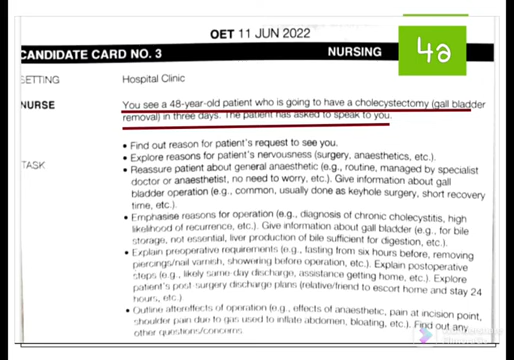 OET 11 JUN 2022
4a
CANDIDATE CARD NO. 3 NURSING
SETTING Hospital Clinic
NURSE You see a 48-year-old patient who is going to have a cholecystectomy (gall bladder
removal) in three days. The patient has asked to speak to you.
TASK
• Find out reason for patient's request to see you.
• Explore reasons for patient's nervousness (surgery, anaesthetics, etc.).
• Reassure patient about general anaesthetic (e.g., routine, managed by specialist
doctor or anaesthetist, no need to worry, etc.). Give information about gall
bladder operation (e.g., common, usually done as keyhole surgery, short recovery
time, etc.).
• Emphasise reasons for operation (e.g., diagnosis of chronic cholecystitis, high
likelihood of recurrence, etc.). Give information about gall bladder (e.g., for bile
storage, not essential, liver production of bile sufficient for digestion, etc.).
• Explain preoperative requirements (e.g., fasting from six hours before, removing
piercings/nail varnish, showering before operation, etc.). Explain postoperative
steps (e.g., likely same-day discharge, assistance getting home, etc.). Explore
patient's post-surgery discharge plans (relative/friend to escort home and stay 24
hours, etc.)
• Outline aftereffects of operation (e.g., effects of anaesthetic, pain at incision point,
shoulder pain due to gas used to inflate abdomen, bloating, etc.). Find out any
other questions/concerns